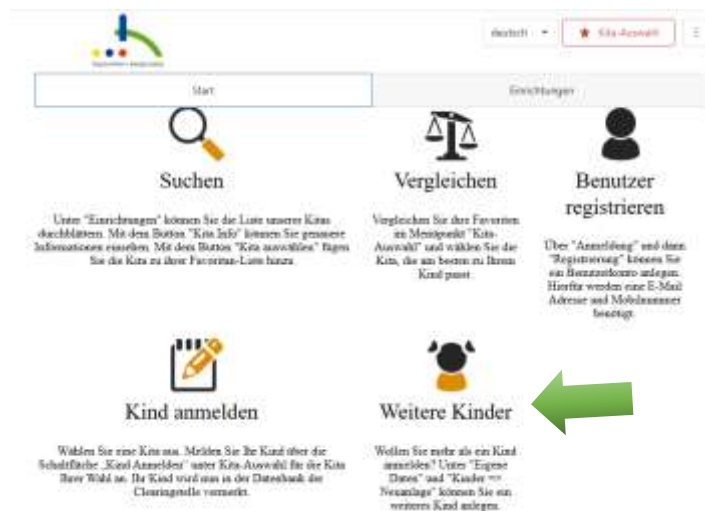 deutsch
Kita-Auswahl
Start
Einrichtungen
Suchen
Unter "Einrichtungen" können Sie die Liste unserer Kitas
durchblättern. Mit dem Button "Kita Info" können Sie genauere
Informationen einsehen. Mit dem Button "Kita auswählen" fügen
Sie die Kita zu ihrer Favoriten-Liste hinzu.
Vergleichen
Vergleichen Sie ihre Favoriten
im Menüpunkt "Kita-
Auswahl" und wählen Sie die
Kita, die am besten zu Ihrem
Kind passt.
Benutzer
registrieren
Über "Anmeldung" und dann
"Registrierung" können Sie
ein Benutzerkonto anlegen.
Hierfür werden eine E-Mail
Adresse und Mobilnummer
benötigt.
Kind anmelden
Wählen Sie eine Kita aus. Melden Sie Ihr Kind über die
Schaltfläche „Kind Anmelden" unter Kita-Auswahl für die Kita
Ihrer Wahl an. Ihr Kind wird nun in der Datenbank der
Clearingstelle vermerkt.
Weitere Kinder
Wollen Sie mehr als ein Kind
anmelden? Unter "Eigene
Daten" und "Kinder =>
Neuanlage" können Sie ein
weiteres Kind anlegen.